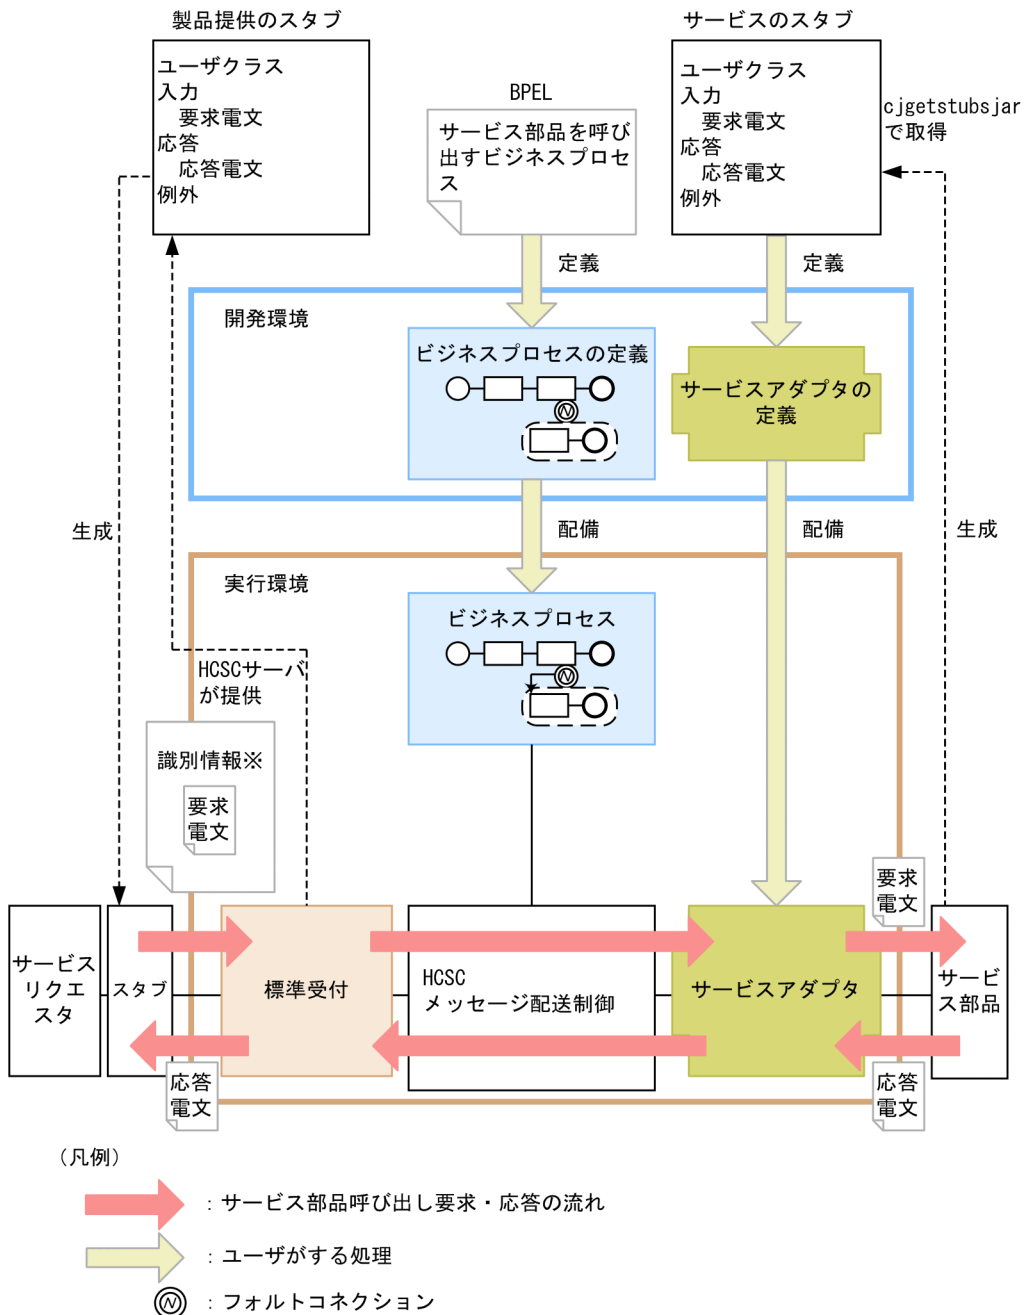 製品提供のスタブ
サービスのスタブ
ユーザクラス
入力
要求電文
応答
応答電文
例外
BPEL
サービス部品を呼び
出すビジネスプロセ
ス
ユーザクラス
入力
要求電文
応答
応答電文
例外
cjgetstubsjar
で取得
定義
定義
開発環境
ビジネスプロセスの定義
サービスアダプタの
定義
生成
配備
配備
生成
実行環境
ビジネスプロセス
HCSCサーバ
が提供
識別情報※
要求
電文
要求
電文
サービス
リクエ
スタ
スタブ
標準受付
HCSC
メッセージ配送制御
サービスアダプタ
サービ
ス部品
応答
電文
応答
電文
(凡例)
:サービス部品呼び出し要求・応答の流れ
:ユーザがする処理
:フォルトコネクション